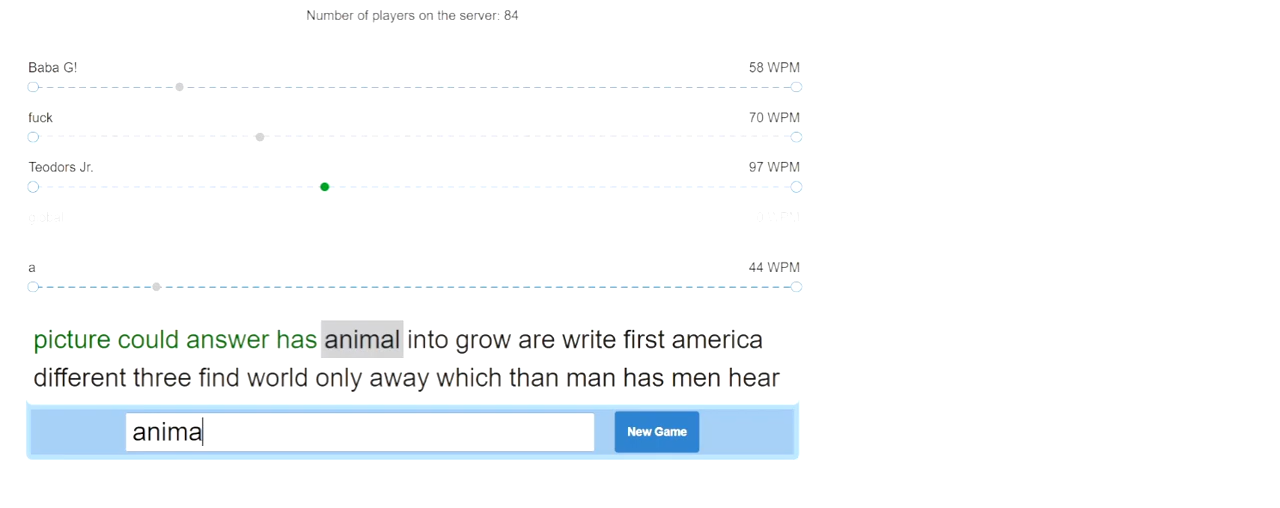 Number of players on the server: 84
Baba G!
58 WPM
fuck
70 WPM
Teodors Jr.
97 WPM
a
44 WPM
picture could answer has animal into grow are write first america
different three find world only away which than man has men hear
anima
New Game